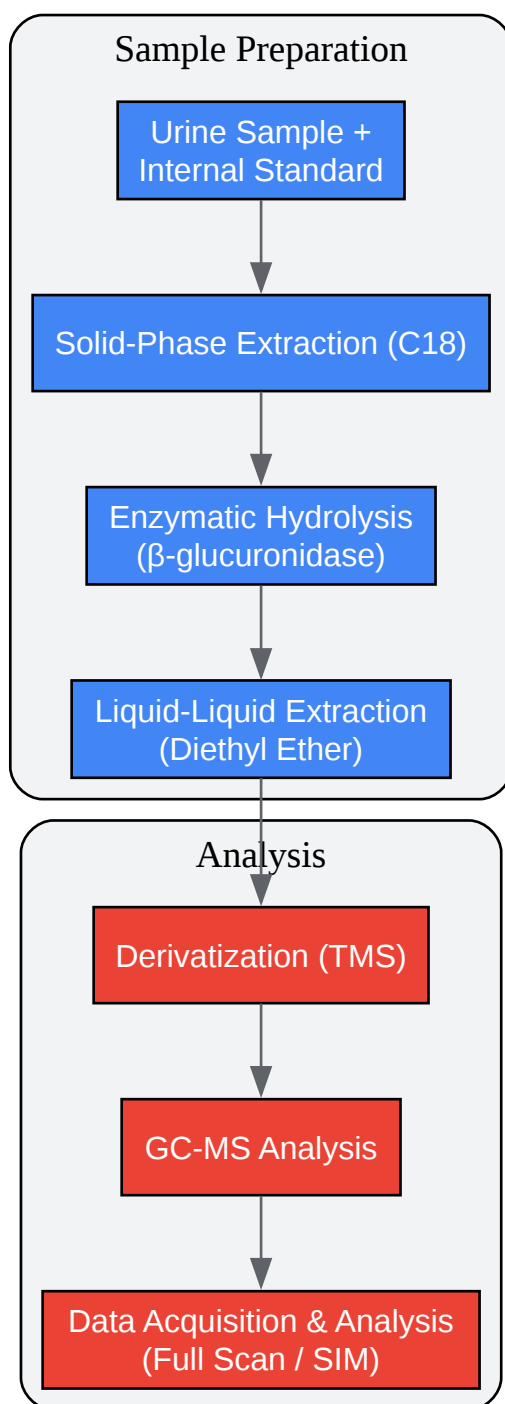 Sample Preparation
Urine Sample +
Internal Standard
Solid-Phase Extraction (C18)
Enzymatic Hydrolysis
(β-glucuronidase)
Liquid-Liquid Extraction
(Diethyl Ether)
Analysis
Derivatization (TMS)
GC-MS Analysis
Data Acquisition & Analysis
(Full Scan / SIM)